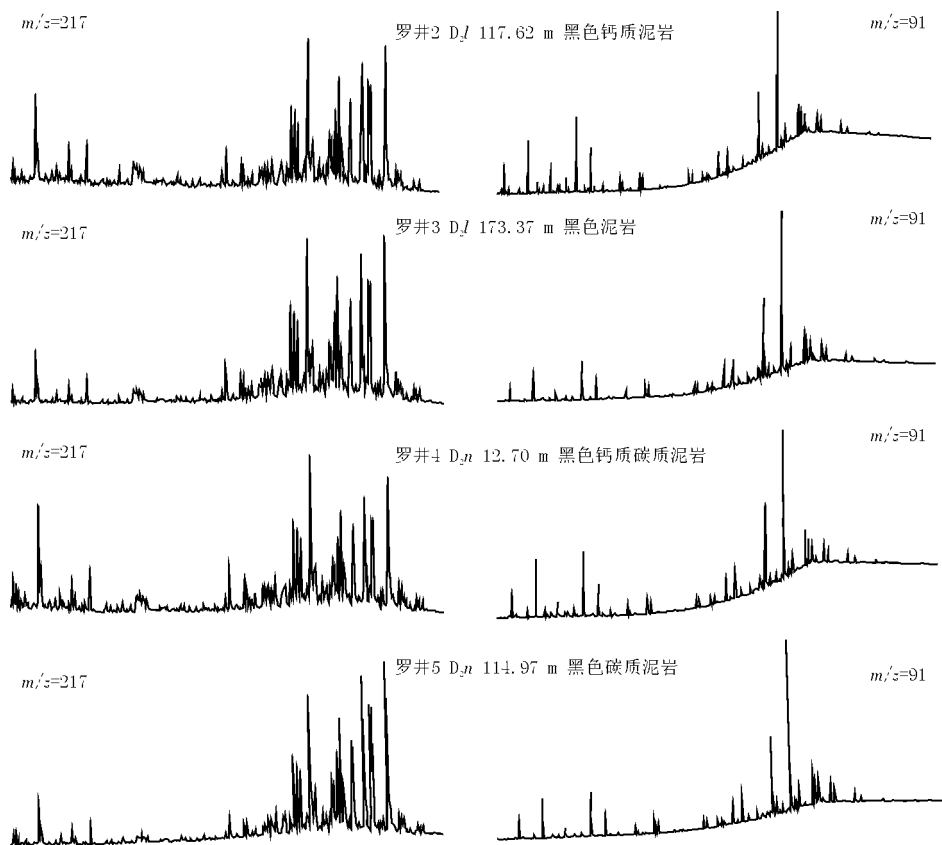 m/z=217 罗井2 D₂l 117.62 m 黑色钙质泥岩 m/z=91
m/z=217 罗井3 D₂l 173.37 m 黑色泥岩 m/z=91
m/z=217 罗井4 D₂n 12.70 m 黑色钙质碳质泥岩 m/z=91
m/z=217 罗井5 D₂n 114.97 m 黑色碳质泥岩 m/z=91